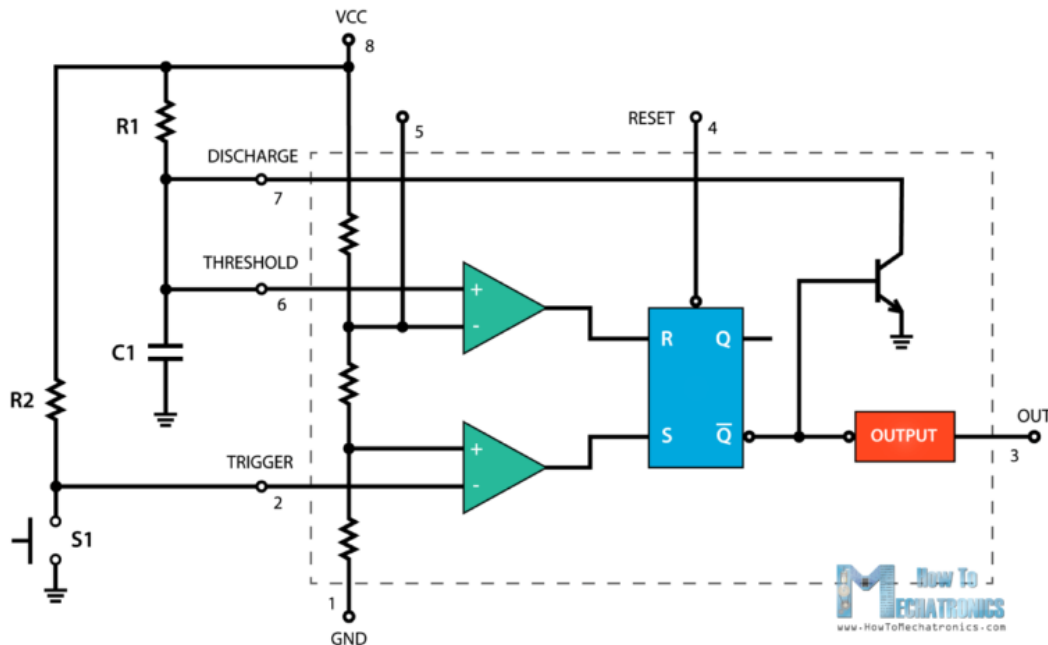 VCC
8
R1
5
RESET
4
DISCHARGE
7
THRESHOLD
6
+
-
R
Q
C1
R2
S
Q̅
OUTPUT
OUT
3
+
-
TRIGGER
2
S1
1
GND
How To
MECHATRONICS
www.HowToMechatronics.com